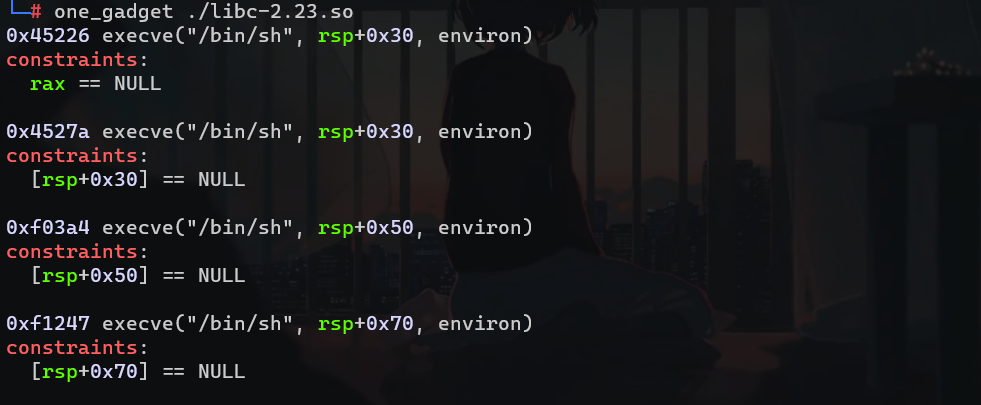 └─# one_gadget ./libc-2.23.so
0x45226 execve("/bin/sh", rsp+0x30, environ)
constraints:
  rax == NULL

0x4527a execve("/bin/sh", rsp+0x30, environ)
constraints:
  [rsp+0x30] == NULL

0xf03a4 execve("/bin/sh", rsp+0x50, environ)
constraints:
  [rsp+0x50] == NULL

0xf1247 execve("/bin/sh", rsp+0x70, environ)
constraints:
  [rsp+0x70] == NULL